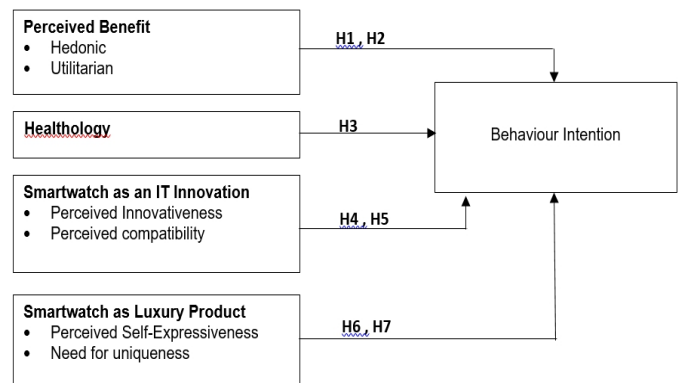 Perceived Benefit
• Hedonic
• Utilitarian
H1 , H2
Healthology
H3
Behaviour Intention
Smartwatch as an IT Innovation
• Perceived Innovativeness
• Perceived compatibility
H4 , H5
Smartwatch as Luxury Product
• Perceived Self-Expressiveness
• Need for uniqueness
H6 , H7